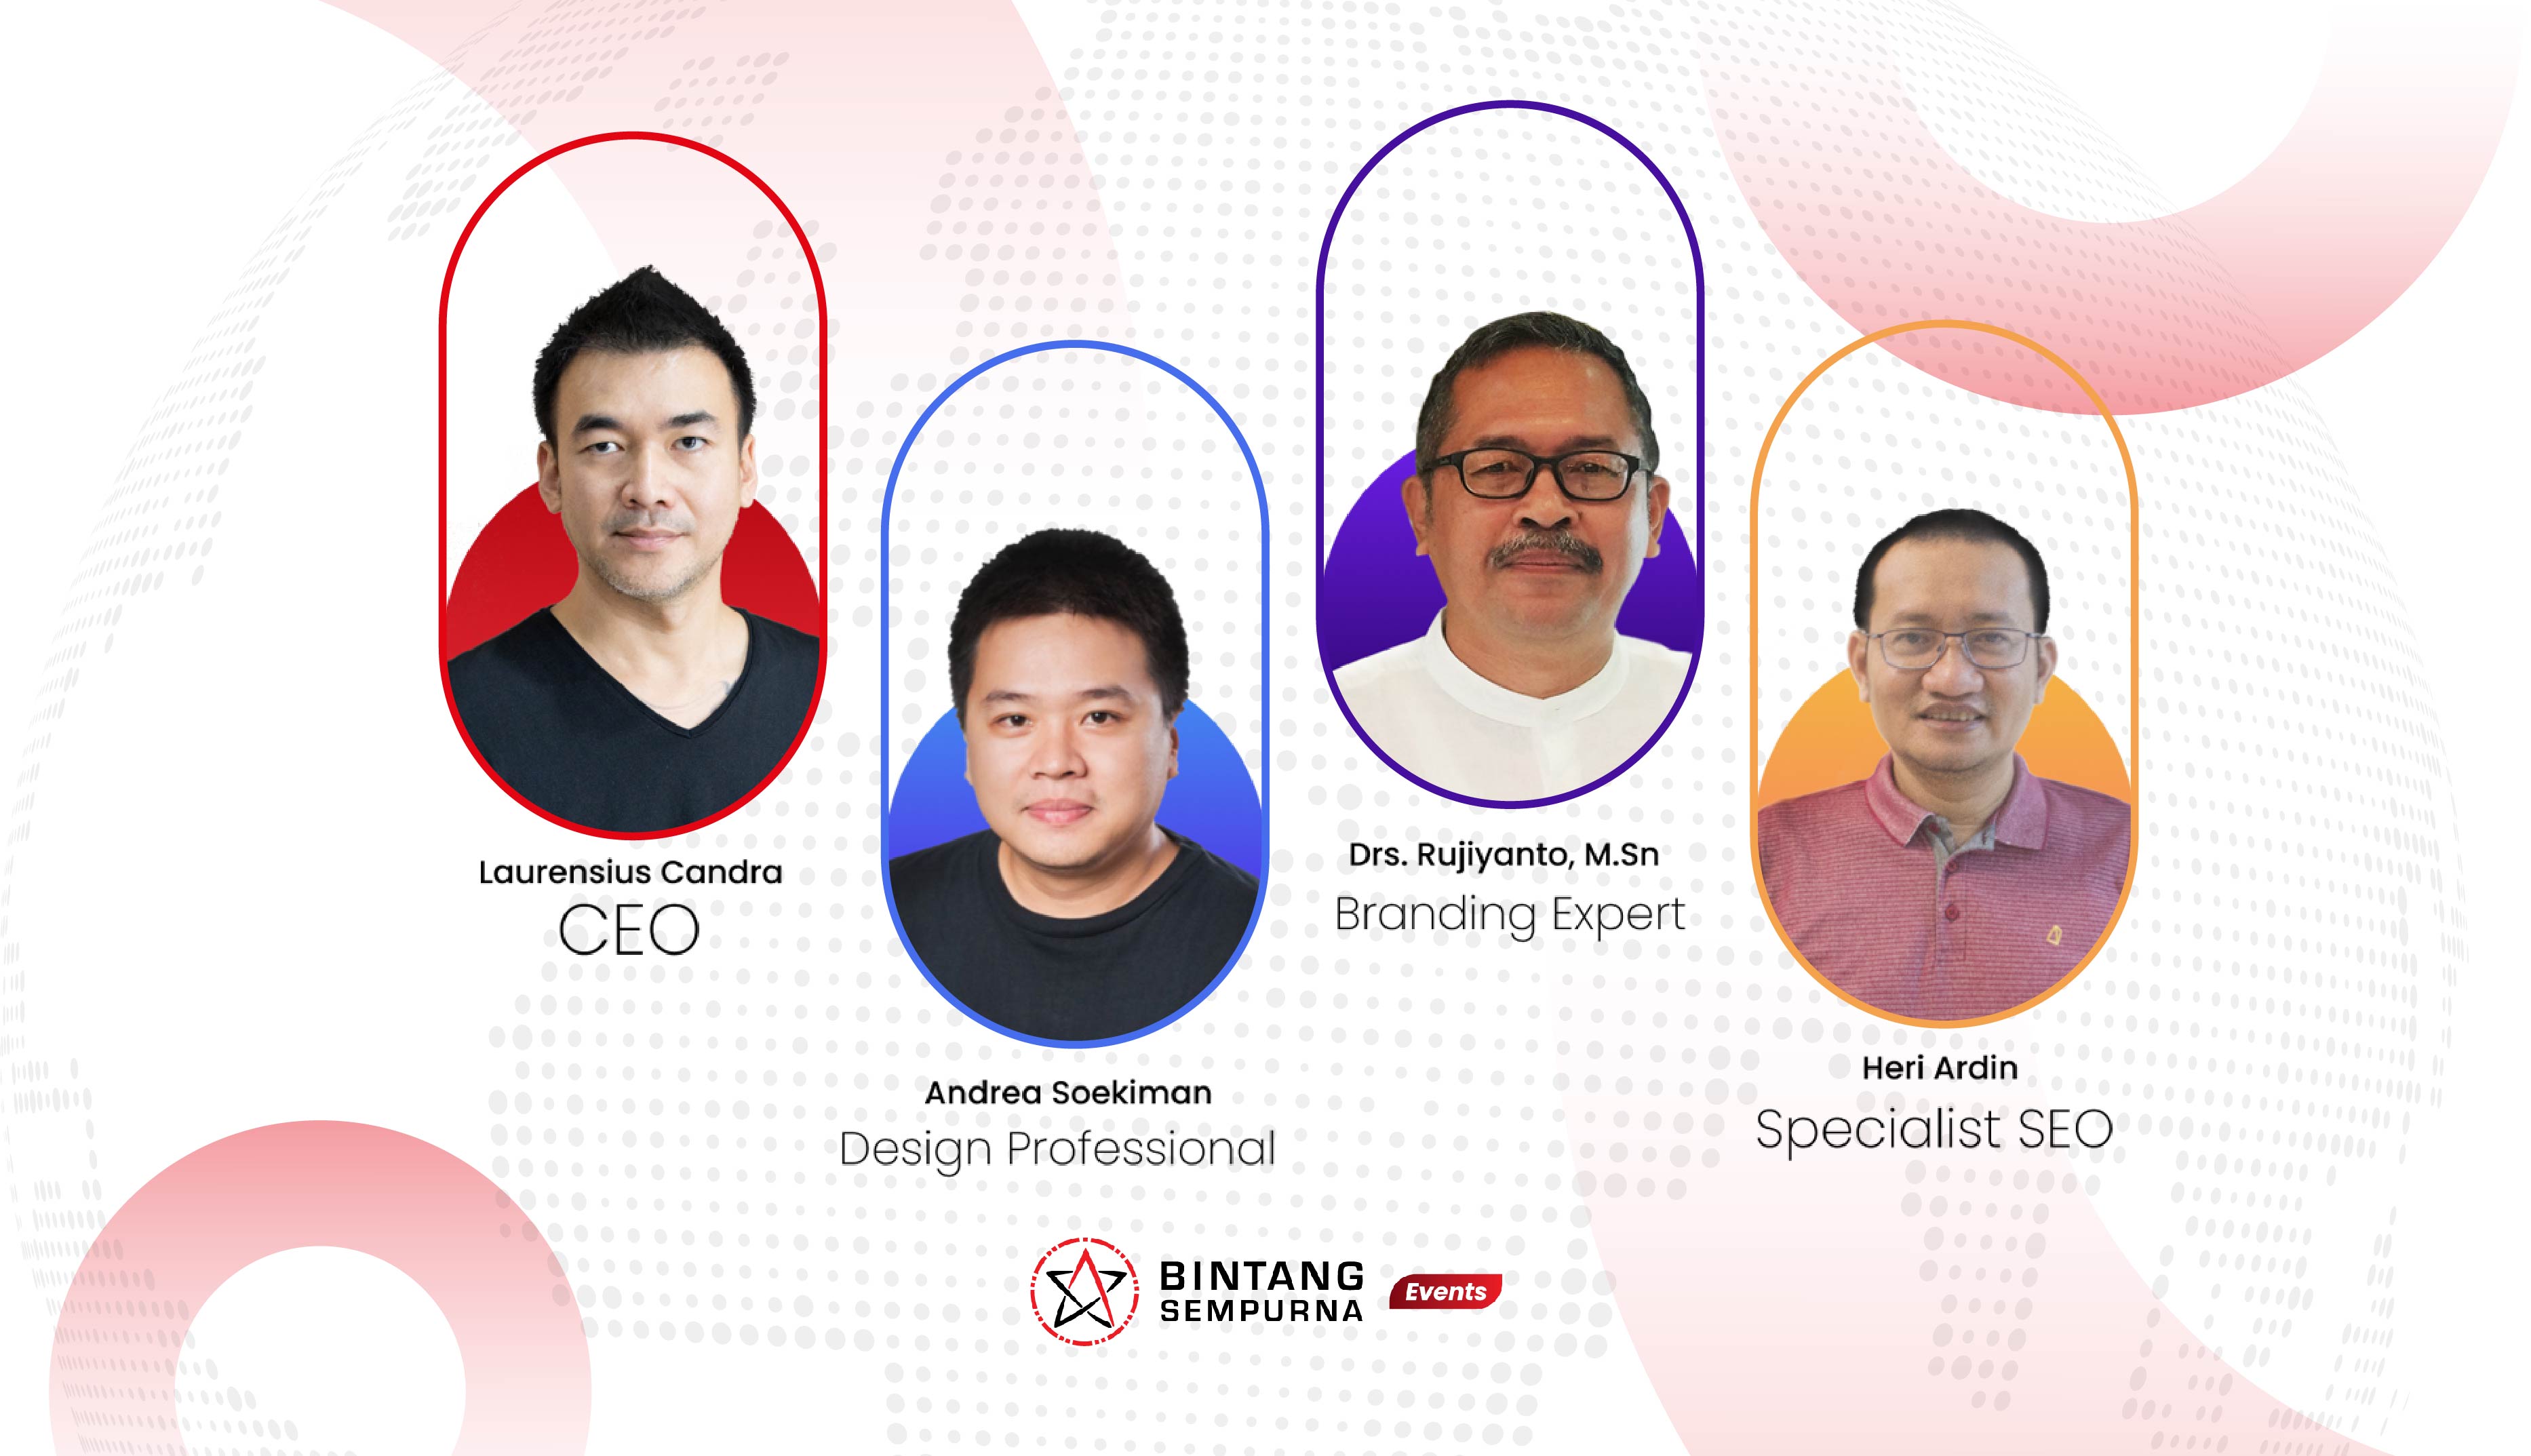 Laurensius Candra
CEO
Andrea Soekiman
Design Professional
Drs. Rujiyanto, M.Sn
Branding Expert
Heri Ardin
Specialist SEO
BINTANG
SEMPURNA
Events